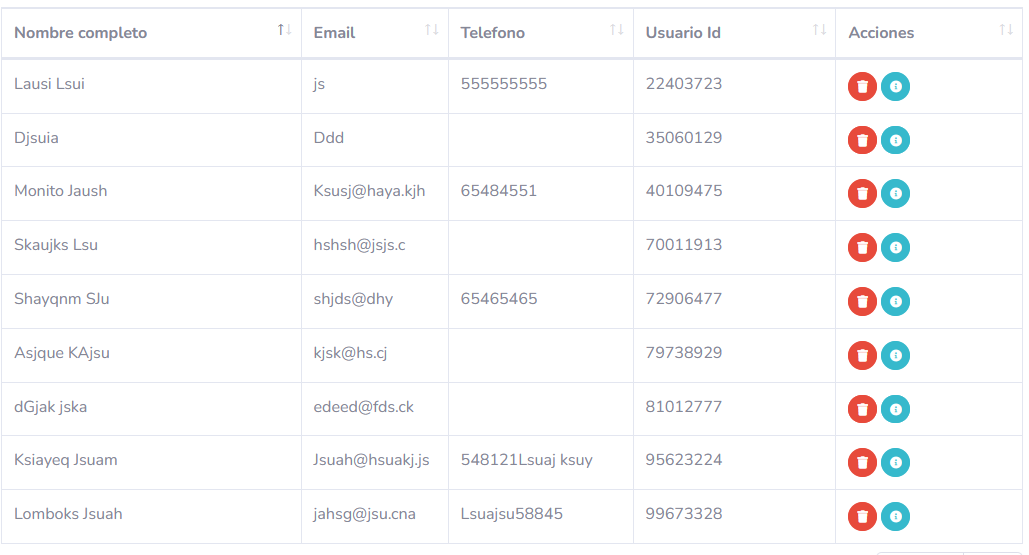 Nombre completo Email Telefono Usuario Id Acciones
Lausi Lsui js 555555555 22403723
Djsuia Ddd 35060129
Monito Jaush Ksusj@haya.kjh 65484551 40109475
Skaujks Lsu hshsh@jsjs.c 70011913
Shayqnm SJu shjds@dhy 65465465 72906477
Asjque KAjsu kjsk@hs.cj 79738929
dGjak jska edeed@fds.ck 81012777
Ksiayeq Jsuam Jsuah@hsuakj.js 548121Lsuaj ksuy 95623224
Lomboks Jsuah jahsg@jsu.cna Lsuajsu58845 99673328